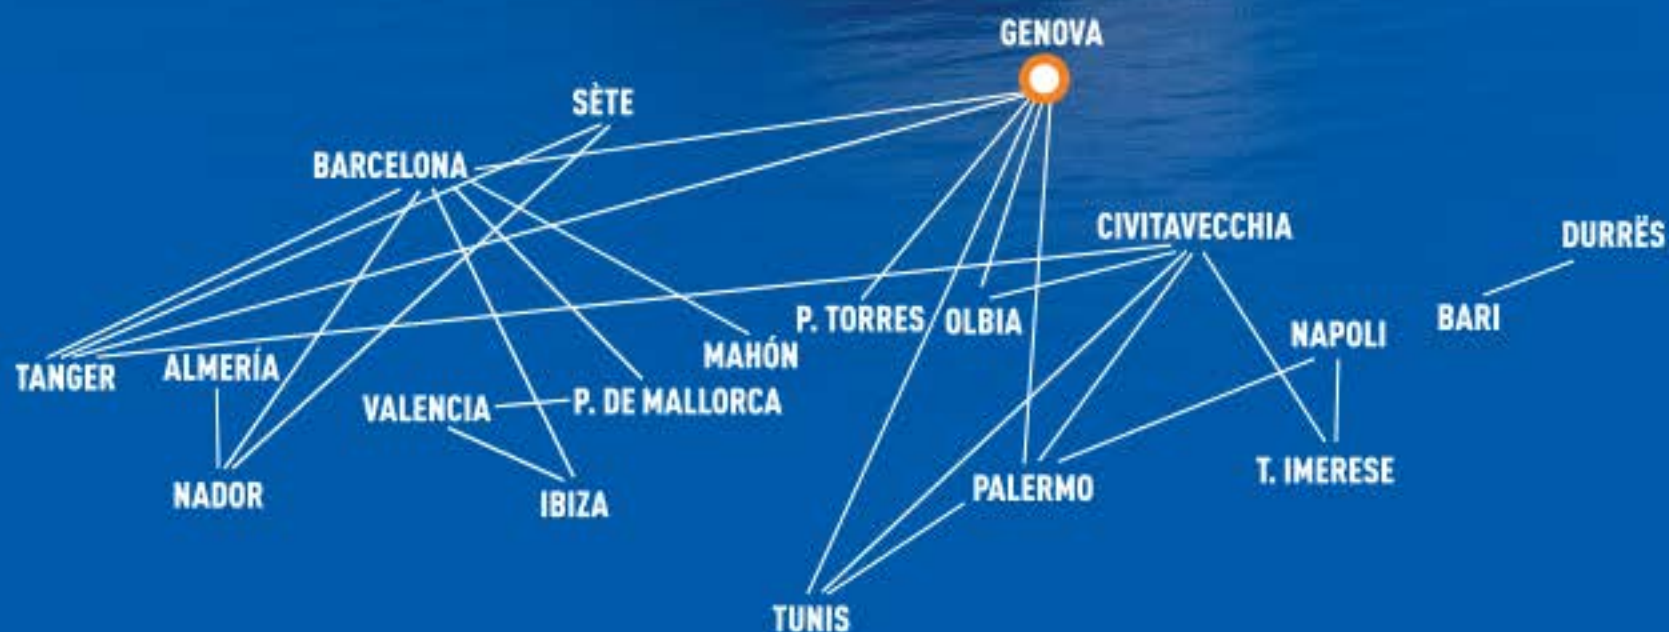 GENOVA
SÈTE
BARCELONA
CIVITAVECCHIA
DURRËS
P. TORRES
OLBIA
BARI
NAPOLI
MAHÓN
TANGER
ALMERÍA
VALENCIA
P. DE MALLORCA
T. IMERESE
NADOR
IBIZA
PALERMO
TUNIS